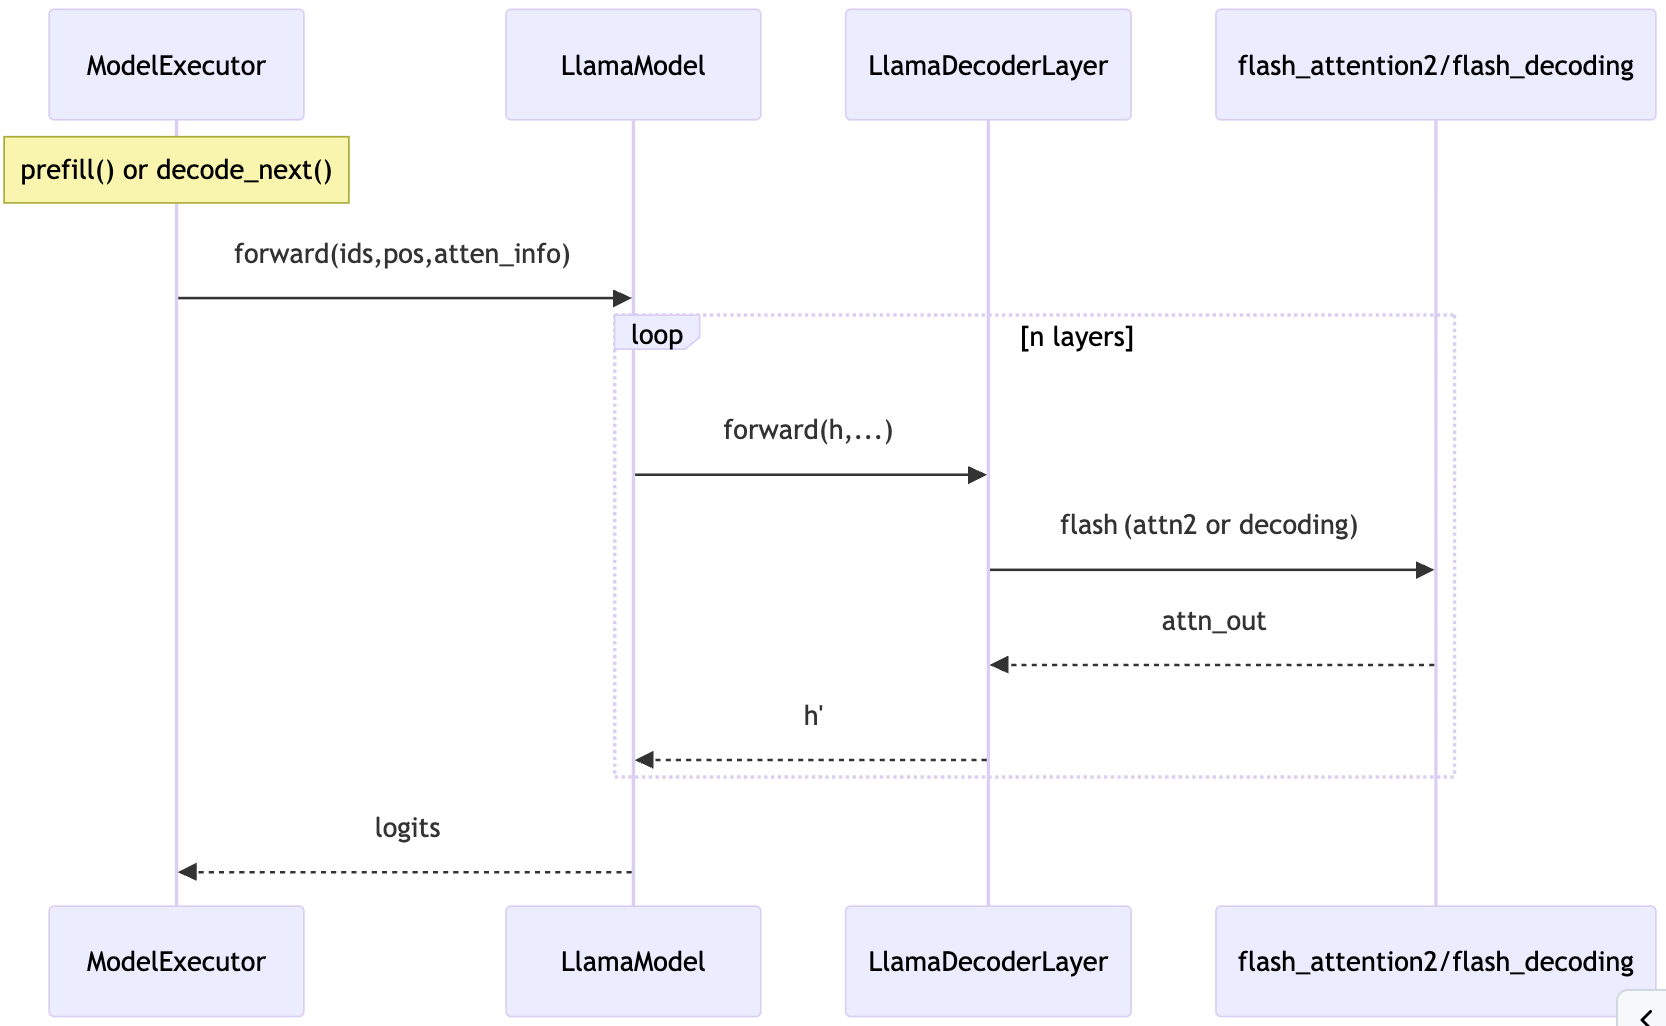 ModelExecutor
LlamaModel
LlamaDecoderLayer
flash_attention2/flash_decoding
prefill() or decode_next()
forward(ids,pos,atten_info)
loop
[n layers]
forward(h,...)
flash (attn2 or decoding)
attn_out
h'
logits
ModelExecutor
LlamaModel
LlamaDecoderLayer
flash_attention2/flash_decoding